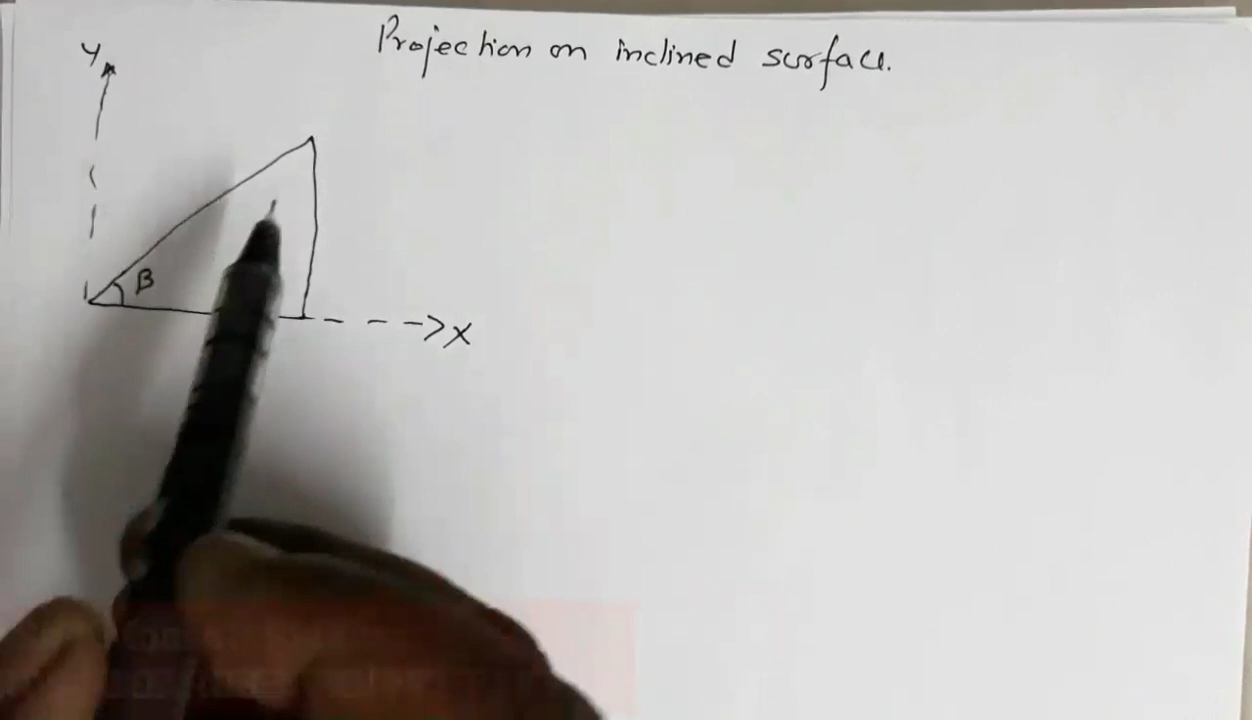 Projection on inclined surface.
y
β
x